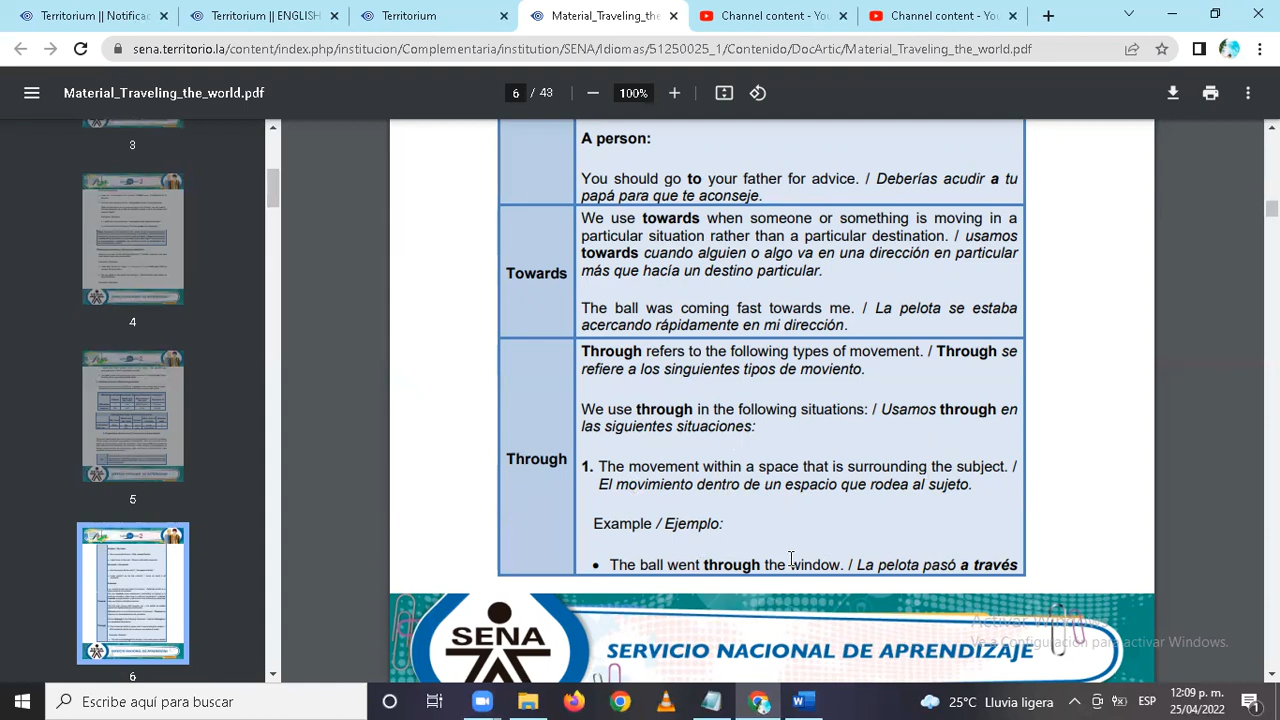 Territorium || Notificac
Territorium || ENGLISH
Territorium
Material_Traveling_the_wo
Channel content - You
Channel content - You
sena.territorio.la/content/index.php/institucion/Complementaria/institution/SENA/Idiomas/51250025_1/Contenido/DocArtic/Material_Traveling_the_world.pdf
Material_Traveling_the_world.pdf
6 / 43
100%
3
4
5
6
A person:
You should go to your father for advice. / Deberías acudir a tu
papá para que te aconseje.
Towards
We use towards when someone or something is moving in a
particular situation rather than a particular destination. / usamos
towards cuando alguien o algo va en una dirección en particular
más que hacía un destino particular.
The ball was coming fast towards me. / La pelota se estaba
acercando rápidamente en mi dirección.
Through
Through refers to the following types of movement. / Through se
refiere a los singuientes tipos de moviento.
We use through in the following situations: / Usamos through en
las siguientes situaciones:
1. The movement within a space that is surrounding the subject. /
El movimiento dentro de un espacio que rodea al sujeto.
Example / Ejemplo:
• The ball went through the window. / La pelota pasó a través
SENA
SERVICIO NACIONAL DE APRENDIZAJE
Activar Windows
Ve a Configuración para activar Windows.
Escribe aquí para buscar
25°C Lluvia ligera
ESP
12:09 p. m.
25/04/2022
1